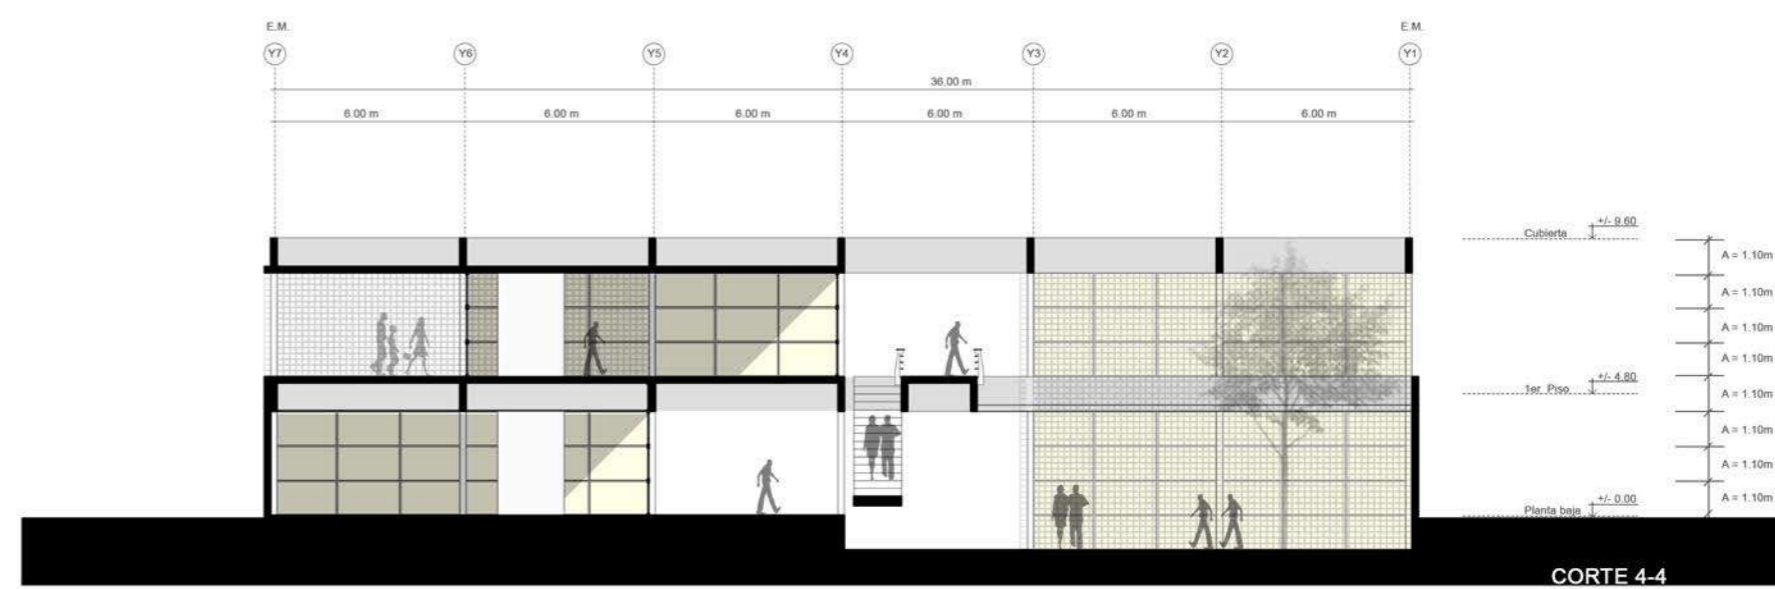 E.M. E.M.
Y7 Y6 Y5 Y4 Y3 Y2 Y1
36.00 m
6.00 m 6.00 m 6.00 m 6.00 m 6.00 m 6.00 m
+/- 9.60
Cubierta
A = 1.10m
A = 1.10m
A = 1.10m
A = 1.10m
+/- 4.80
1er. Piso
A = 1.10m
A = 1.10m
A = 1.10m
+/- 0.00
A = 1.10m
Planta baja
CORTE 4-4